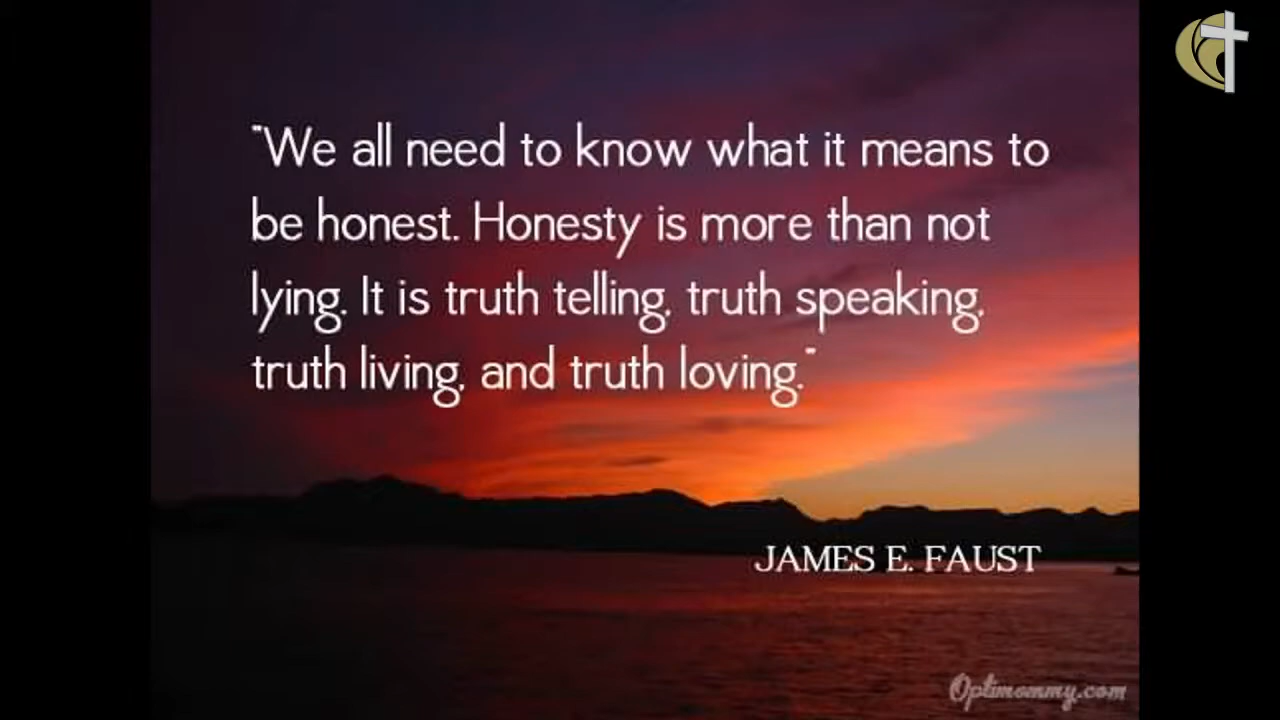 "We all need to know what it means to
be honest. Honesty is more than not
lying. It is truth telling, truth speaking,
truth living, and truth loving."
JAMES E. FAUST
Optimommy.com